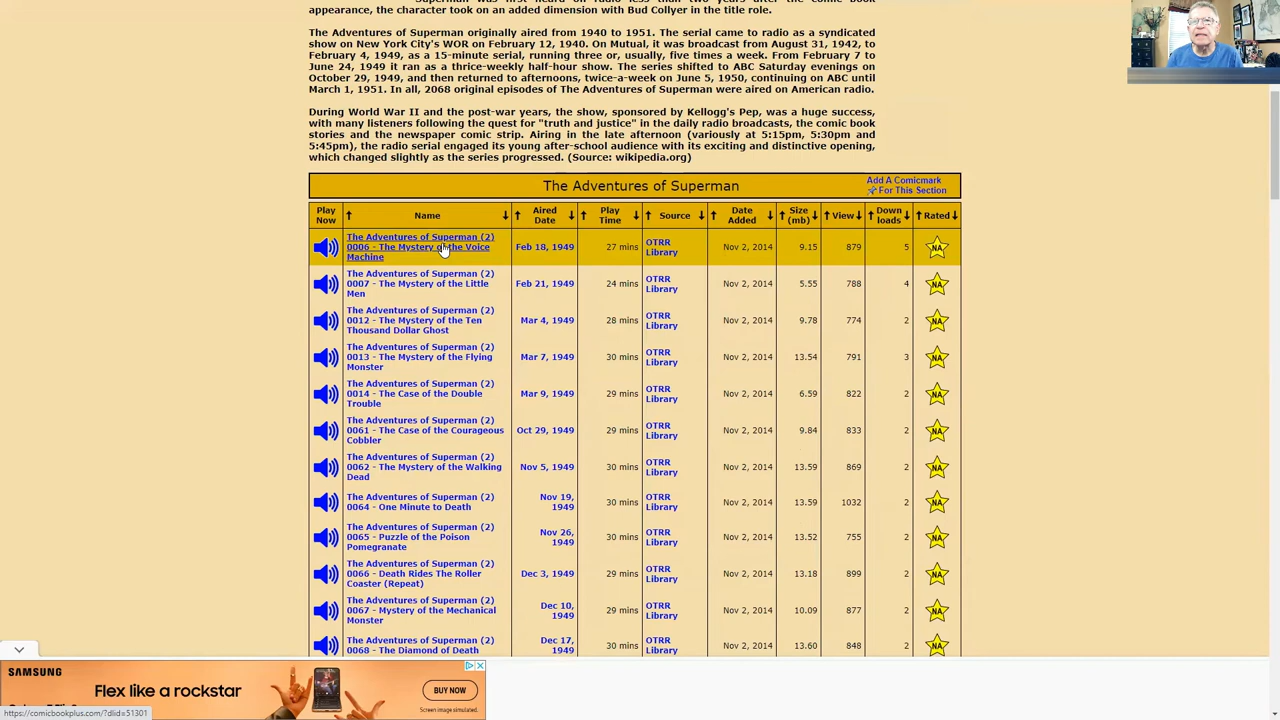 appearance, the character took on an added dimension with Bud Collyer in the title role.
The Adventures of Superman originally aired from 1940 to 1951. The serial came to radio as a syndicated
show on New York City's WOR on February 12, 1940. On Mutual, it was broadcast from August 31, 1942, to
February 4, 1949, as a 15-minute serial, running three or, usually, five times a week. From February 7 to
June 24, 1949 it ran as a thrice-weekly half-hour show. The series shifted to ABC Saturday evenings on
October 29, 1949, and then returned to afternoons, twice-a-week on June 5, 1950, continuing on ABC until
March 1, 1951. In all, 2068 original episodes of The Adventures of Superman were aired on American radio.
During World War II and the post-war years, the show, sponsored by Kellogg's Pep, was a huge success,
with many listeners following the quest for "truth and justice" in the daily radio broadcasts, the comic book
stories and the newspaper comic strip. Airing in the late afternoon (variously at 5:15pm, 5:30pm and
5:45pm), the radio serial engaged its young after-school audience with its exciting and distinctive opening,
which changed slightly as the series progressed. (Source: wikipedia.org)
The Adventures of Superman
Add A Comicmark
For This Section
Play Now
Name
Aired Date
Play Time
Source
Date Added
Size (mb)
View
Down loads
Rated
The Adventures of Superman (2)
0006 - The Mystery of the Voice
Machine
Feb 18, 1949
27 mins
OTRR
Library
Nov 2, 2014
9.15
879
5
NA
The Adventures of Superman (2)
0007 - The Mystery of the Little
Men
Feb 21, 1949
24 mins
OTRR
Library
Nov 2, 2014
5.55
788
4
NA
The Adventures of Superman (2)
0012 - The Mystery of the Ten
Thousand Dollar Ghost
Mar 4, 1949
28 mins
OTRR
Library
Nov 2, 2014
9.78
774
2
NA
The Adventures of Superman (2)
0013 - The Mystery of the Flying
Monster
Mar 7, 1949
30 mins
OTRR
Library
Nov 2, 2014
13.54
791
3
NA
The Adventures of Superman (2)
0014 - The Case of the Double
Trouble
Mar 9, 1949
29 mins
OTRR
Library
Nov 2, 2014
6.59
822
2
NA
The Adventures of Superman (2)
0061 - The Case of the Courageous
Cobbler
Oct 29, 1949
29 mins
OTRR
Library
Nov 2, 2014
9.84
833
2
NA
The Adventures of Superman (2)
0062 - The Mystery of the Walking
Dead
Nov 5, 1949
30 mins
OTRR
Library
Nov 2, 2014
13.59
869
2
NA
The Adventures of Superman (2)
0064 - One Minute to Death
Nov 19,
1949
30 mins
OTRR
Library
Nov 2, 2014
13.59
1032
2
NA
The Adventures of Superman (2)
0065 - Puzzle of the Poison
Pomegranate
Nov 26,
1949
30 mins
OTRR
Library
Nov 2, 2014
13.52
755
2
NA
The Adventures of Superman (2)
0066 - Death Rides The Roller
Coaster (Repeat)
Dec 3, 1949
29 mins
OTRR
Library
Nov 2, 2014
13.18
899
2
NA
The Adventures of Superman (2)
0067 - Mystery of the Mechanical
Monster
Dec 10,
1949
29 mins
OTRR
Library
Nov 2, 2014
10.09
877
2
NA
The Adventures of Superman (2)
0068 - The Diamond of Death
Dec 17,
1949
30 mins
OTRR
Library
Nov 2, 2014
13.60
848
2
NA
SAMSUNG
Flex like a rockstar
BUY NOW
Screen image simulated.
https://comicbookplus.com/?dlid=51301